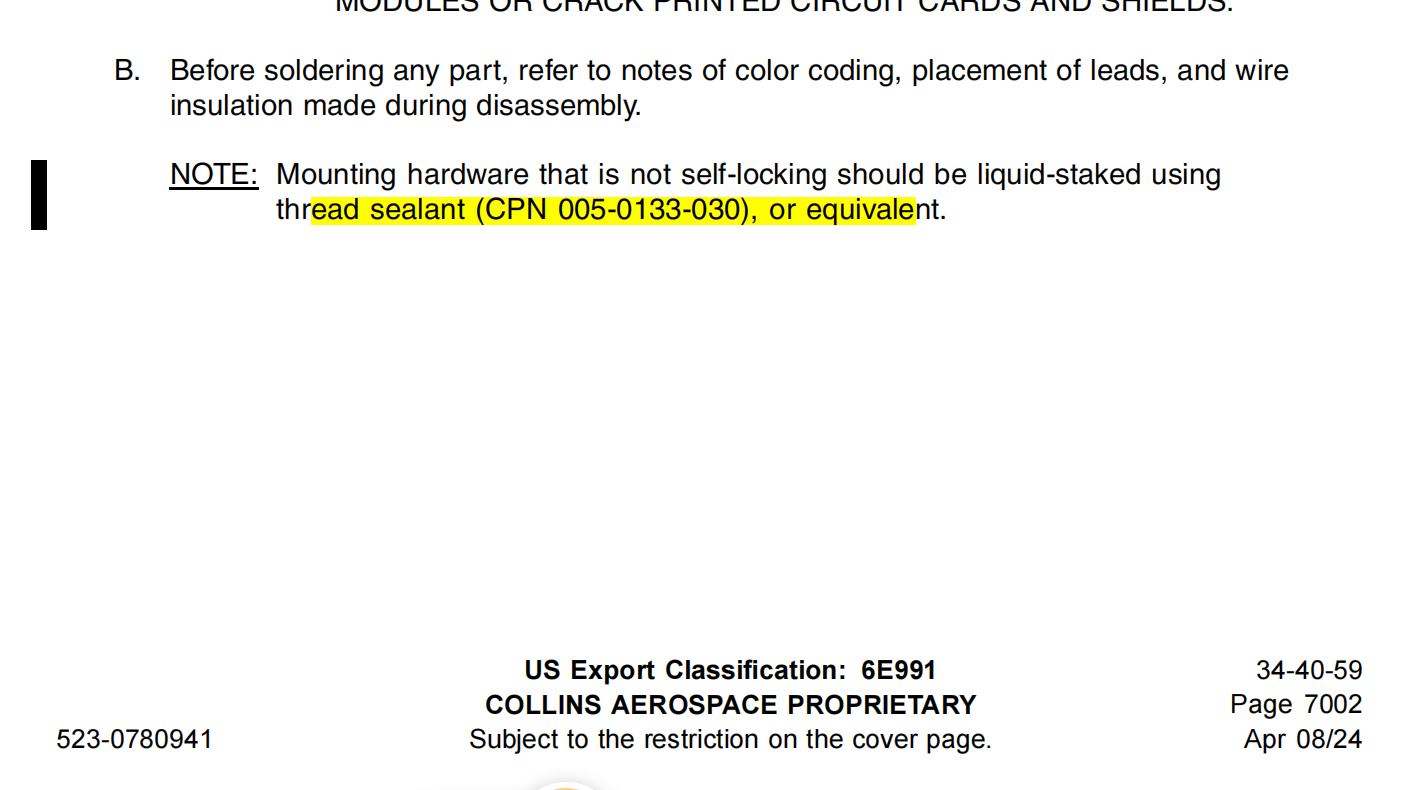 MODULES OR CRACK PRINTED CIRCUIT CARDS AND SHIELDS.
B. Before soldering any part, refer to notes of color coding, placement of leads, and wire
insulation made during disassembly.
NOTE: Mounting hardware that is not self-locking should be liquid-staked using
thread sealant (CPN 005-0133-030), or equivalent.
US Export Classification: 6E991 34-40-59
COLLINS AEROSPACE PROPRIETARY Page 7002
523-0780941 Subject to the restriction on the cover page. Apr 08/24